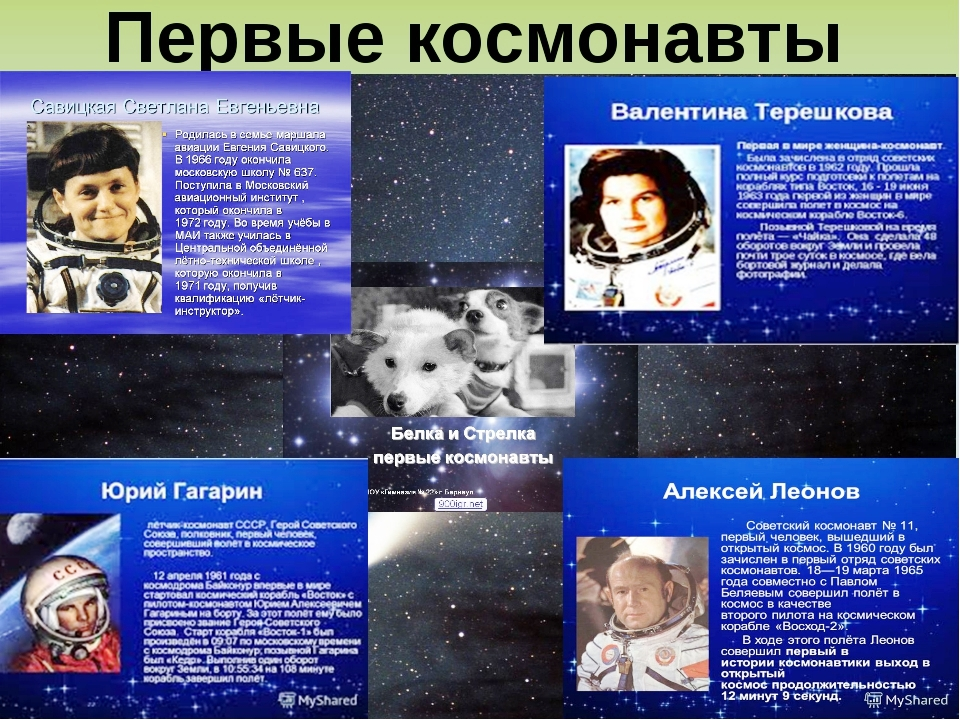 Первые космонавты
Савицкая Светлана Евгеньевна
Родилась в семье маршала
авиации Евгения Савицкого.
В 1966 году окончила
московскую школу № 637.
Поступила в Московский
авиационный институт ,
который окончила в
1972 году. Во время учёбы в
МАИ также училась в
Центральной объединённой
лётно-технической школе ,
которую окончила в
1971 году, получив
квалификацию «лётчик-
инструктор».
Валентина Терешкова
Первая в мире женщина-космонавт.
Была зачислена в отряд советских
космонавтов в 1962 году. Прошла
полный курс подготовки к полетам на
кораблях типа Восток, 16 - 19 июня
1963 года первой из женщин в мире
совершила полет в космос на
космическом корабле Восток-6.
Позывной Терешковой на время
полёта — «Чайка». Она сделала 48
оборотов вокруг Земли и провела
почти трое суток в космосе, где вела
бортовой журнал и делала
фотографии.
Белка и Стрелка
первые космонавты
МОУ «Гимназия № 22» г. Барнаул
900igr.net
Юрий Гагарин
лётчик-космонавт СССР, Герой Советского
Союза, полковник, первый человек,
совершивший полёт в космическое
пространство.
12 апреля 1961 года с
космодрома Байконур впервые в мире
стартовал космический корабль «Восток» с
пилотом-космонавтом Юрием Алексеевичем
Гагариным на борту. За этот полёт ему было
присвоено звание Героя Советского
Союза. Старт корабля «Восток-1» был
произведён в 09:07 по московскому времени
с космодрома Байконур; позывной Гагарина
был «Кедр». Выполнив один оборот
вокруг Земли, в 10:55:34 на 108 минуте
корабль завершил полёт.
СССР
MyShared
Алексей Леонов
Советский космонавт № 11,
первый человек, вышедший в
открытый космос. В 1960 году был
зачислен в первый отряд советских
космонавтов. 18—19 марта 1965
года совместно с Павлом
Беляевым совершил полёт в
космос в качестве
второго пилота на космическом
корабле «Восход-2».
В ходе этого полёта Леонов
совершил первый в
истории космонавтики выход в
открытый
космос продолжительностью
12 минут 9 секунд.
MyShared